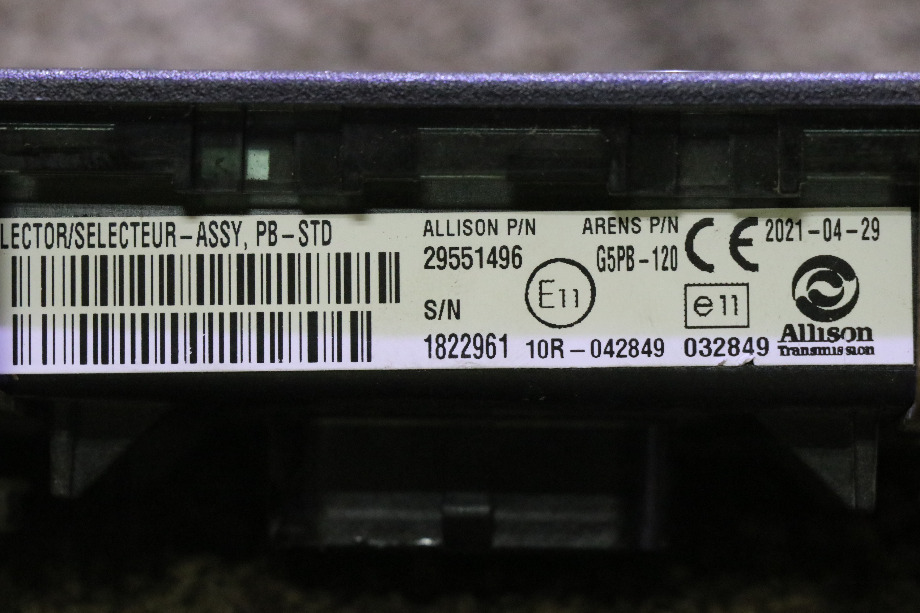 LECTOR/SELECTEUR-ASSY, PB-STD
ALLISON P/N
29551496
S/N
1822961
ARENS P/N
G5PB-120
CE
2021-04-29
E11
e11
10R-042849
032849
Allison
Transmission